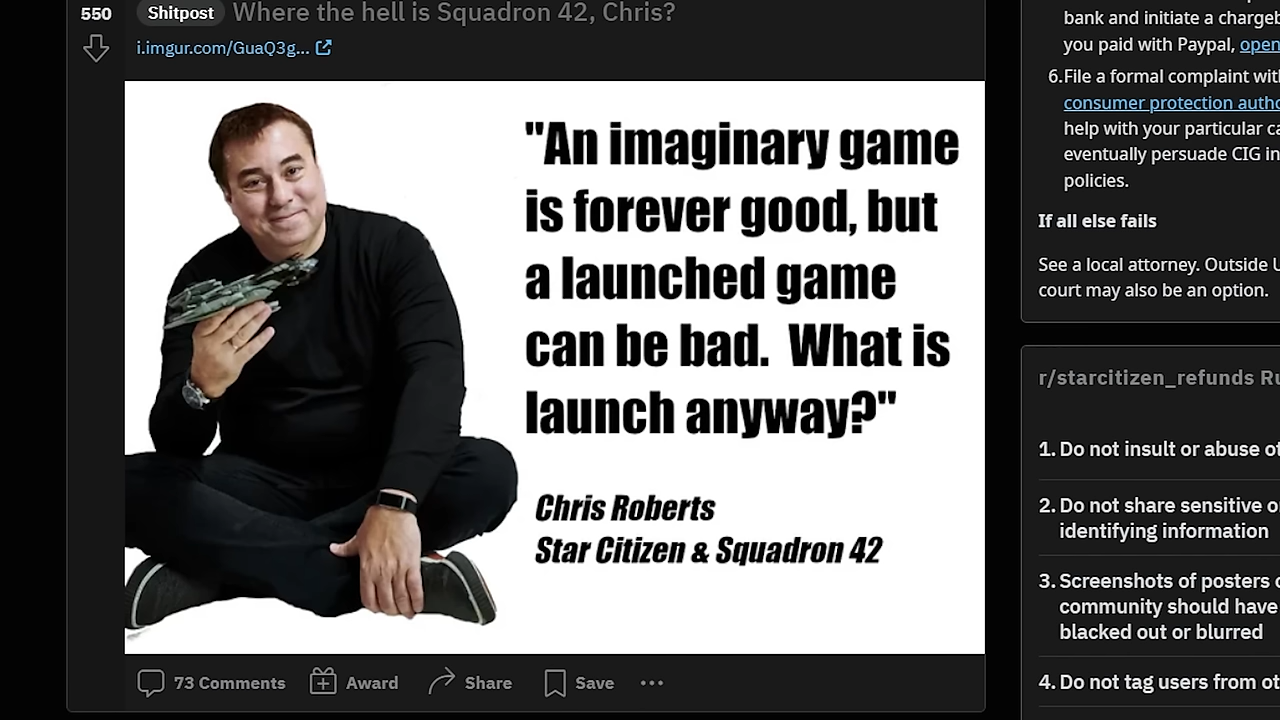 550
Shitpost Where the hell is Squadron 42, Chris?
i.imgur.com/GuaQ3g...
"An imaginary game
is forever good, but
a launched game
can be bad.  What is
launch anyway?"
Chris Roberts
Star Citizen & Squadron 42
73 Comments Award Share Save
bank and initiate a chargeb
you paid with Paypal, open
6. File a formal complaint wit
consumer protection autho
help with your particular ca
eventually persuade CIG in
policies.
If all else fails
See a local attorney. Outside U
court may also be an option.
r/starcitizen_refunds Ru
1. Do not insult or abuse ot
2. Do not share sensitive o
identifying information
3. Screenshots of posters o
community should have
blacked out or blurred
4. Do not tag users from ot